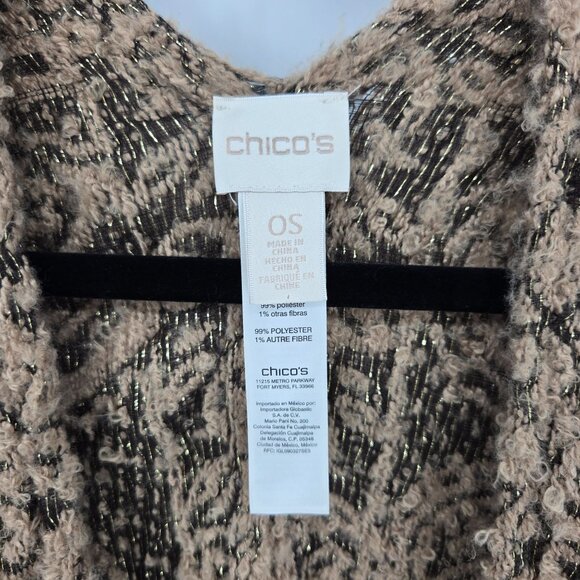 chico's
OS
MADE IN
CHINA
HECHO EN
CHINA
FABRIQUÉ EN
CHINE
99% poliéster
1% otras fibras
99% POLYESTER
1% AUTRE FIBRE
chico's
11215 METRO PARKWAY
FORT MYERS, FL 33966
Importado en México por:
Importadora Globastic
S.A. de C.V.
Mario Pani No. 200
Colonia Santa Fe Cuajimalpa
Delegación Cuajimalpa
de Morelos, C.P. 05348
Ciudad de México, México